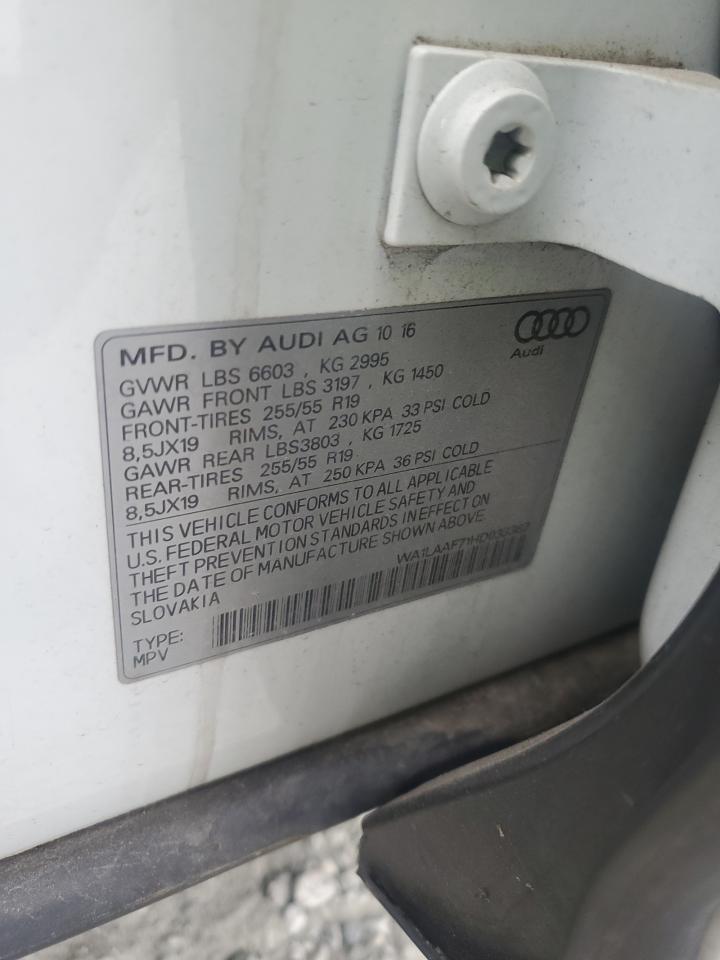 MFD. BY AUDI AG 10 16
Audi
GVWR LBS 6603 , KG 2995
GAWR FRONT LBS 3197 , KG 1450
FRONT-TIRES 255/55 R19
8,5JX19 RIMS, AT 230 KPA 33 PSI COLD
GAWR REAR LBS3803 , KG 1725
REAR-TIRES 255/55 R19
8,5JX19 RIMS, AT 250 KPA 36 PSI COLD
THIS VEHICLE CONFORMS TO ALL APPLICABLE
U.S. FEDERAL MOTOR VEHICLE SAFETY AND
THEFT PREVENTION STANDARDS IN EFFECT ON
THE DATE OF MANUFACTURE SHOWN ABOVE.
SLOVAKIA
TYPE:
MPV